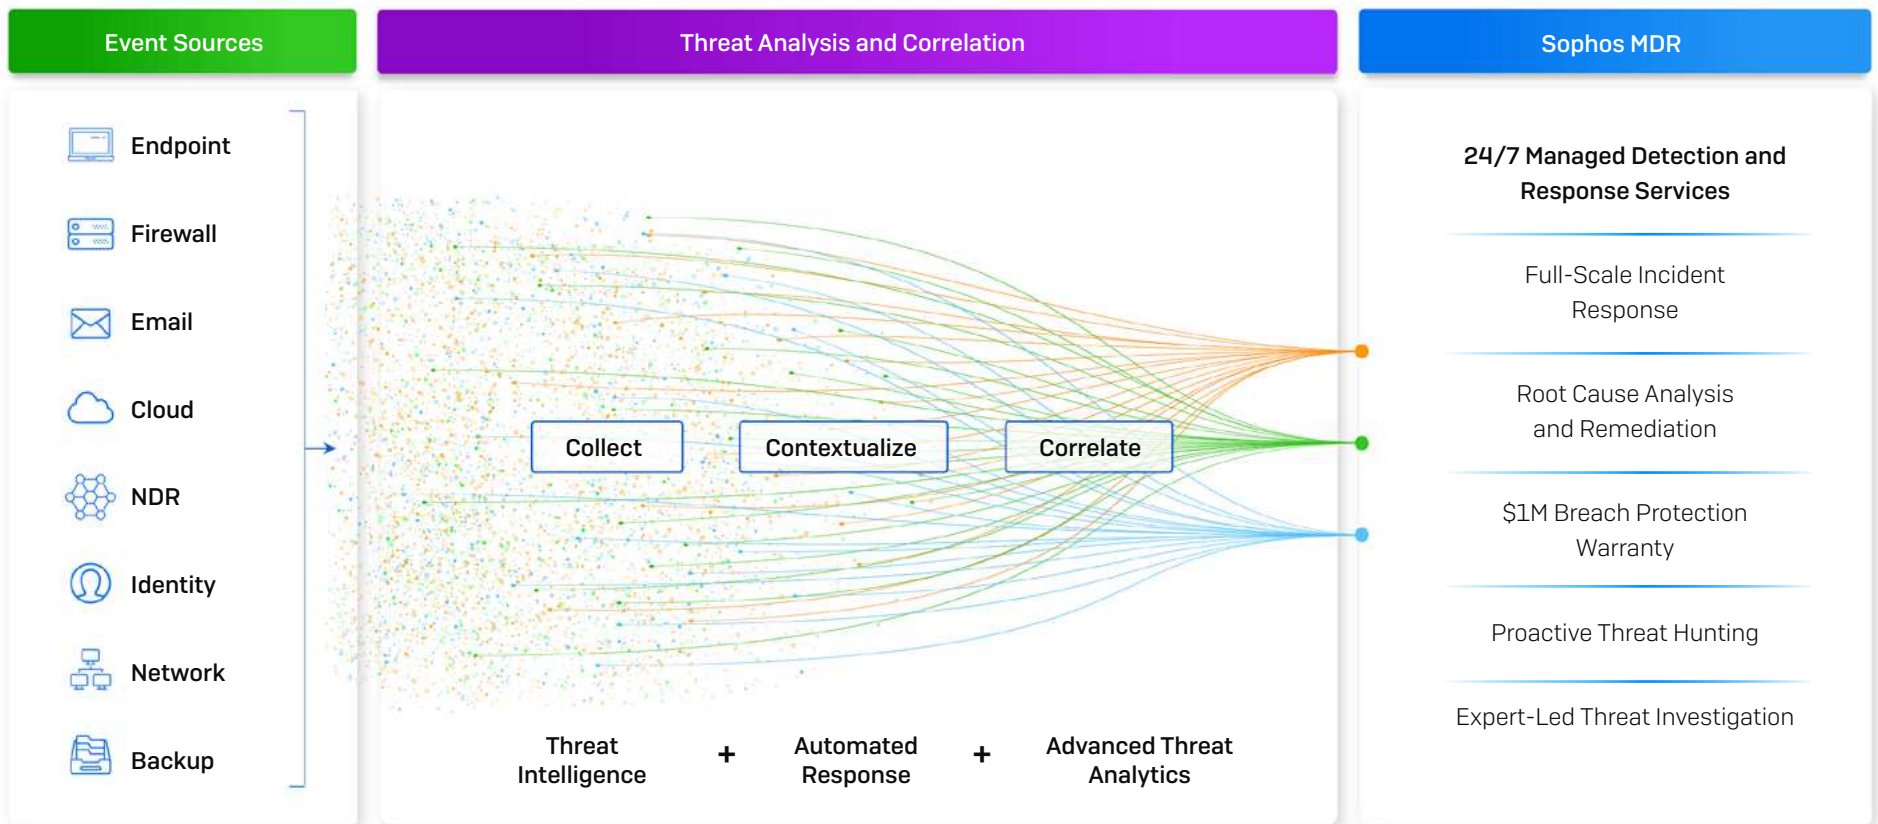 Event Sources
Threat Analysis and Correlation
Sophos MDR
Endpoint
Firewall
Email
Cloud
NDR
Identity
Network
Backup
Collect
Contextualize
Correlate
Threat
Intelligence
+
Automated
Response
+
Advanced Threat
Analytics
24/7 Managed Detection and
Response Services
Full-Scale Incident
Response
Root Cause Analysis
and Remediation
$1M Breach Protection
Warranty
Proactive Threat Hunting
Expert-Led Threat Investigation